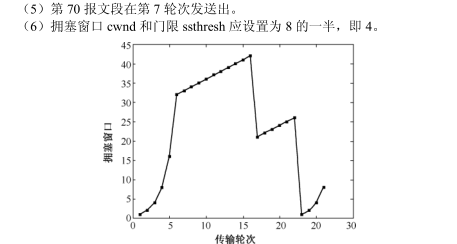 （5）第 70 报文段在第 7 轮次发送出。
（6）拥塞窗口 cwnd 和门限 ssthresh 应设置为 8 的一半，即 4。
45
40
35
30
25
20
15
10
5
0
拥塞窗口
0 5 10 15 20 20 30
传输轮次